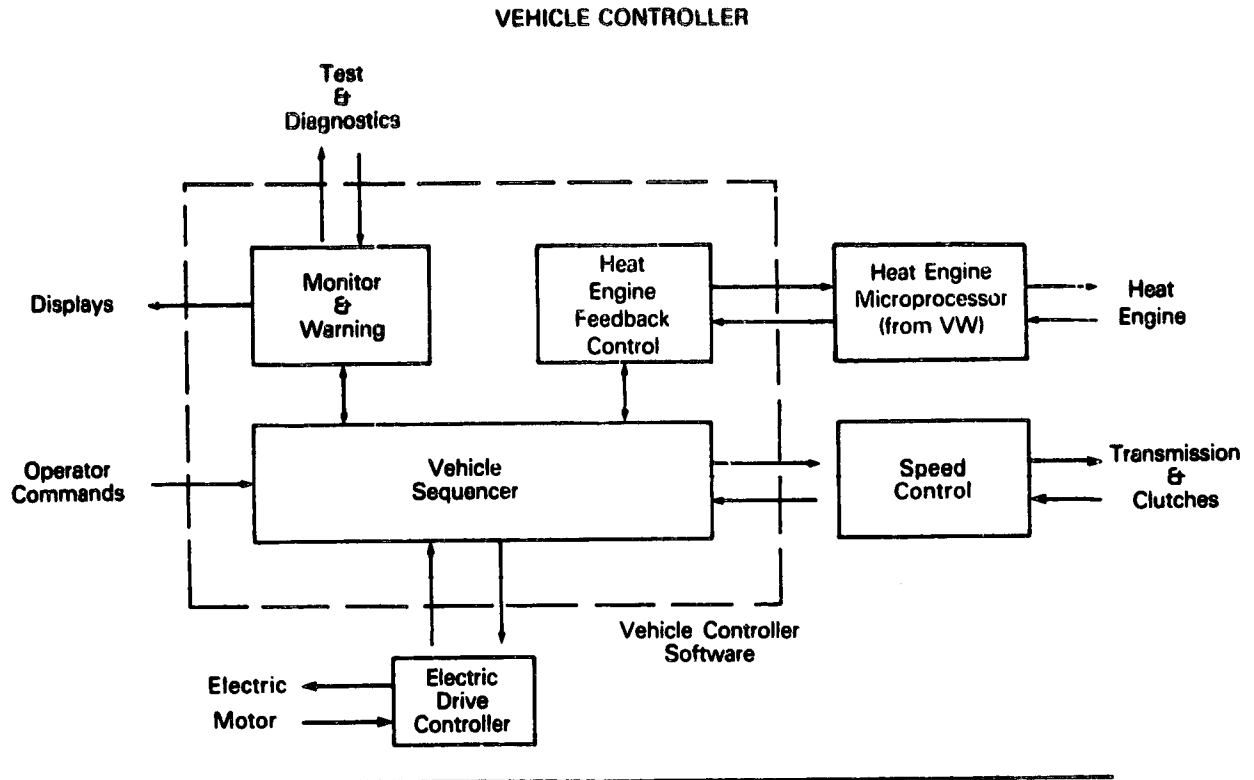 VEHICLE CONTROLLER
Test
&
Diagnostics
Monitor
&
Warning
Displays
Heat
Engine
Feedback
Control
Heat Engine
Microprocessor
(from VW)
Heat
Engine
Operator
Commands
Vehicle
Sequencer
Speed
Control
Transmission
&
Clutches
Vehicle Controller
Software
Electric
Motor
Electric
Drive
Controller